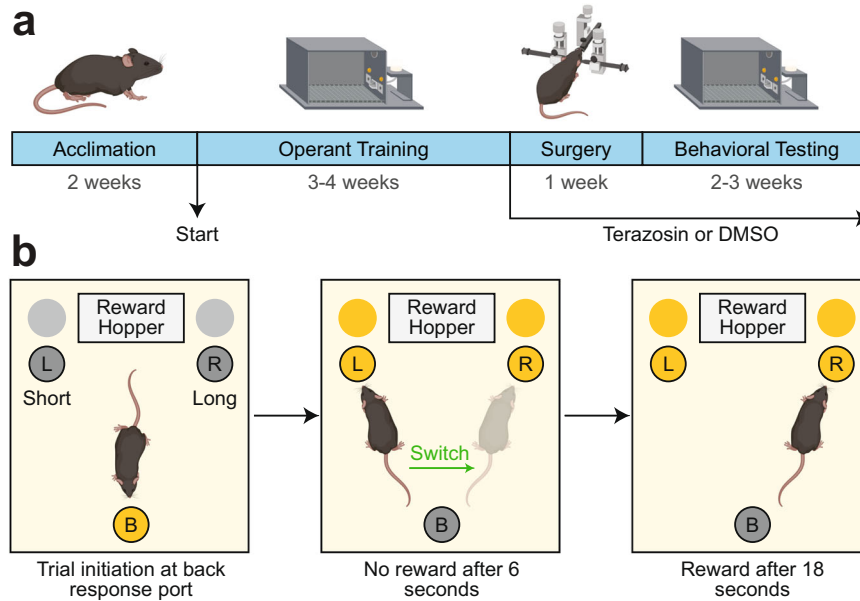 a
Acclimation
Operant Training
Surgery
Behavioral Testing
2 weeks
3-4 weeks
1 week
2-3 weeks
Start
Terazosin or DMSO
b
Reward
Hopper
L
R
Short
Long
B
Trial initiation at back
response port
Reward
Hopper
L
R
Switch
B
No reward after 6
seconds
Reward
Hopper
L
R
B
Reward after 18
seconds